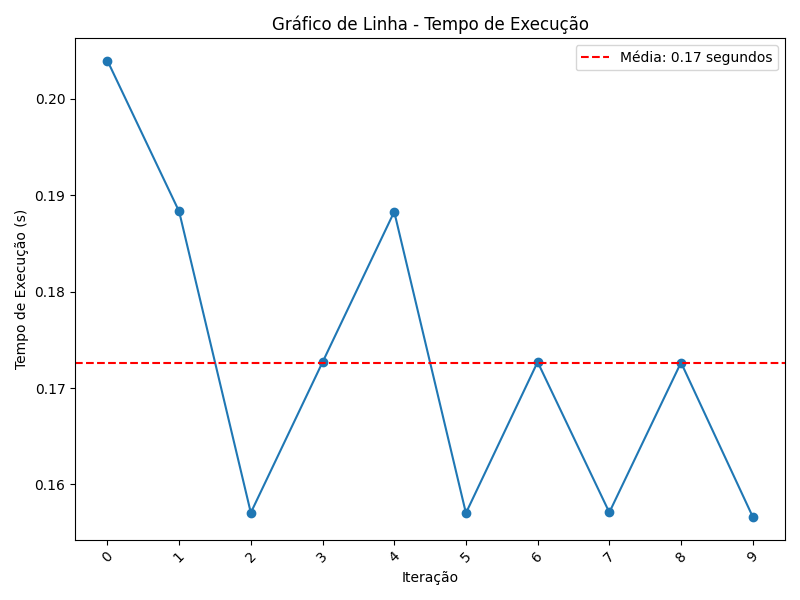 Gráfico de Linha - Tempo de Execução
Média: 0.17 segundos
Tempo de Execução (s)
0.20
0.19
0.18
0.17
0.16
0 1 2 3 4 5 6 7 8 9
Iteração